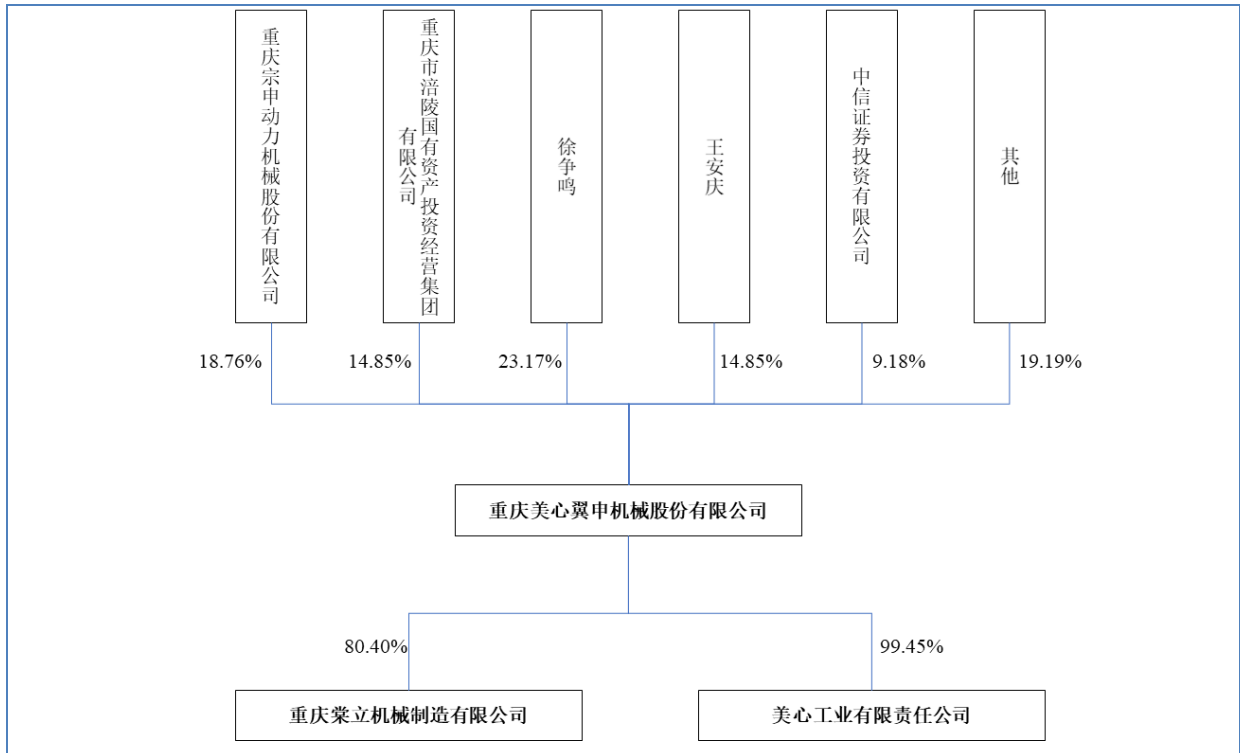 重庆宗申动力机械股份有限公司
重庆市涪陵国有资产投资经营集团
有限公司
徐争鸣
王安庆
中信证券投资有限公司
其他
18.76%
14.85%
23.17%
14.85%
9.18%
19.19%
重庆美心翼申机械股份有限公司
80.40%
99.45%
重庆棠立机械制造有限公司
美心工业有限责任公司